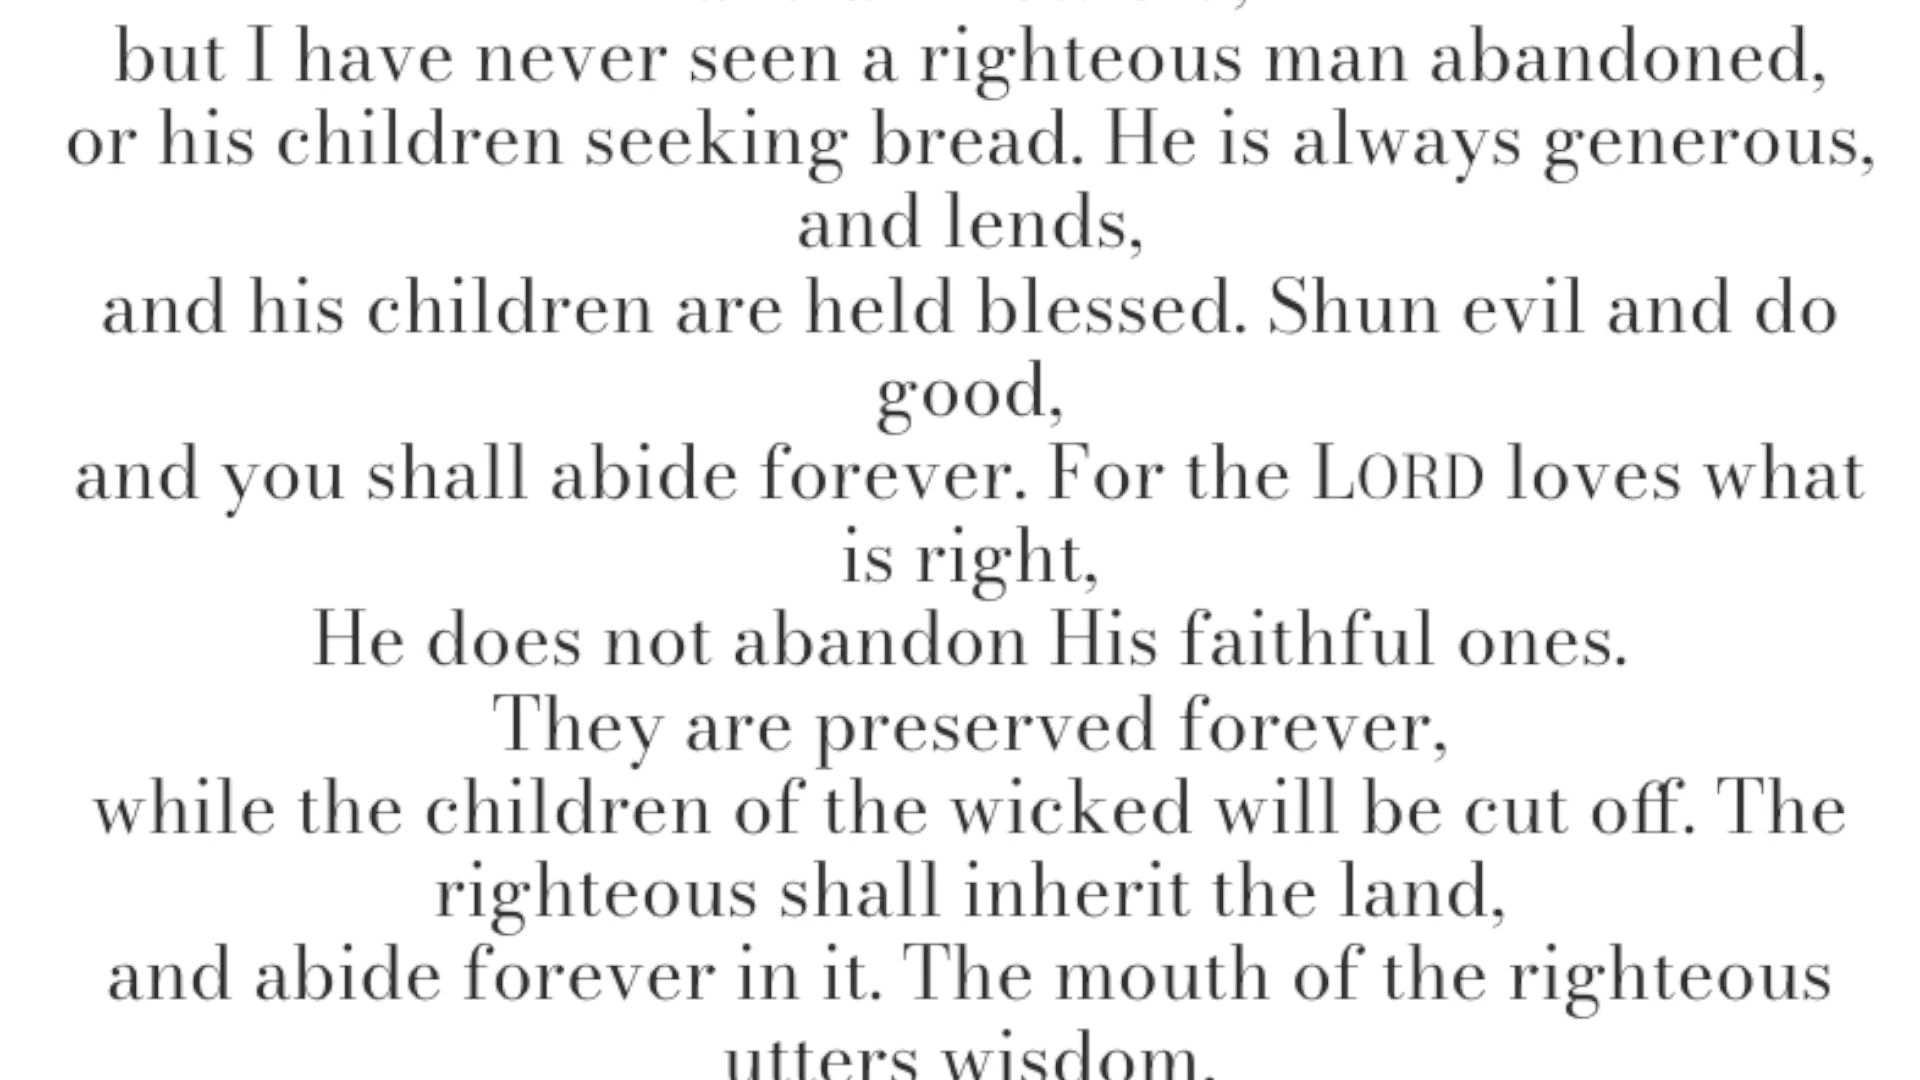 but I have never seen a righteous man abandoned,
or his children seeking bread. He is always generous,
and lends,
and his children are held blessed. Shun evil and do
good,
and you shall abide forever. For the LORD loves what
is right,
He does not abandon His faithful ones.
They are preserved forever,
while the children of the wicked will be cut off. The
righteous shall inherit the land,
and abide forever in it. The mouth of the righteous
utters wisdom,